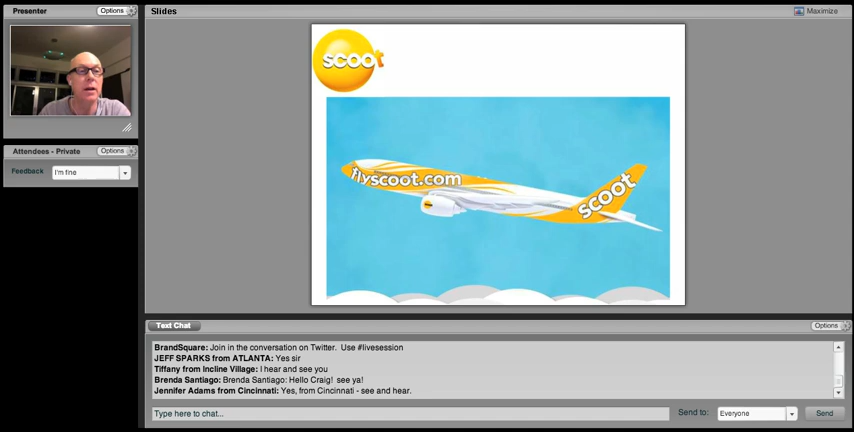 Presenter
Options
Attendees - Private
Options
Feedback
I'm fine
Slides
Maximize
scoot
flyscoot.com
scoot
Text Chat
Options
BrandSquare: Join in the conversation on Twitter. Use #livesession
JEFF SPARKS from ATLANTA: Yes sir
Tiffany from Incline Village: I hear and see you
Brenda Santiago: Brenda Santiago: Hello Craig! see ya!
Jennifer Adams from Cincinnati: Yes, from Cincinnati - see and hear.
Type here to chat...
Send to:
Everyone
Send